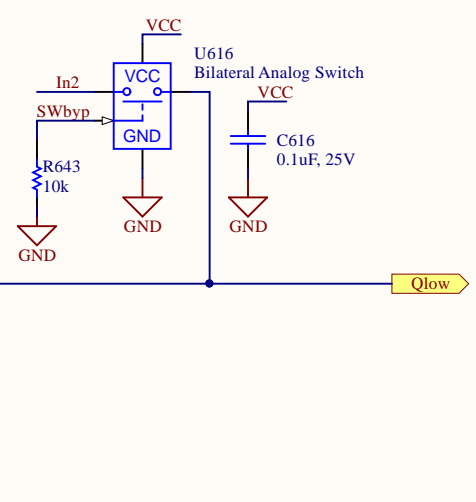 VCC
U616
Bilateral Analog Switch
VCC
In2
VCC
SWbyp
GND
C616
0.1uF, 25V
R643
10k
GND
GND
GND
Qlow